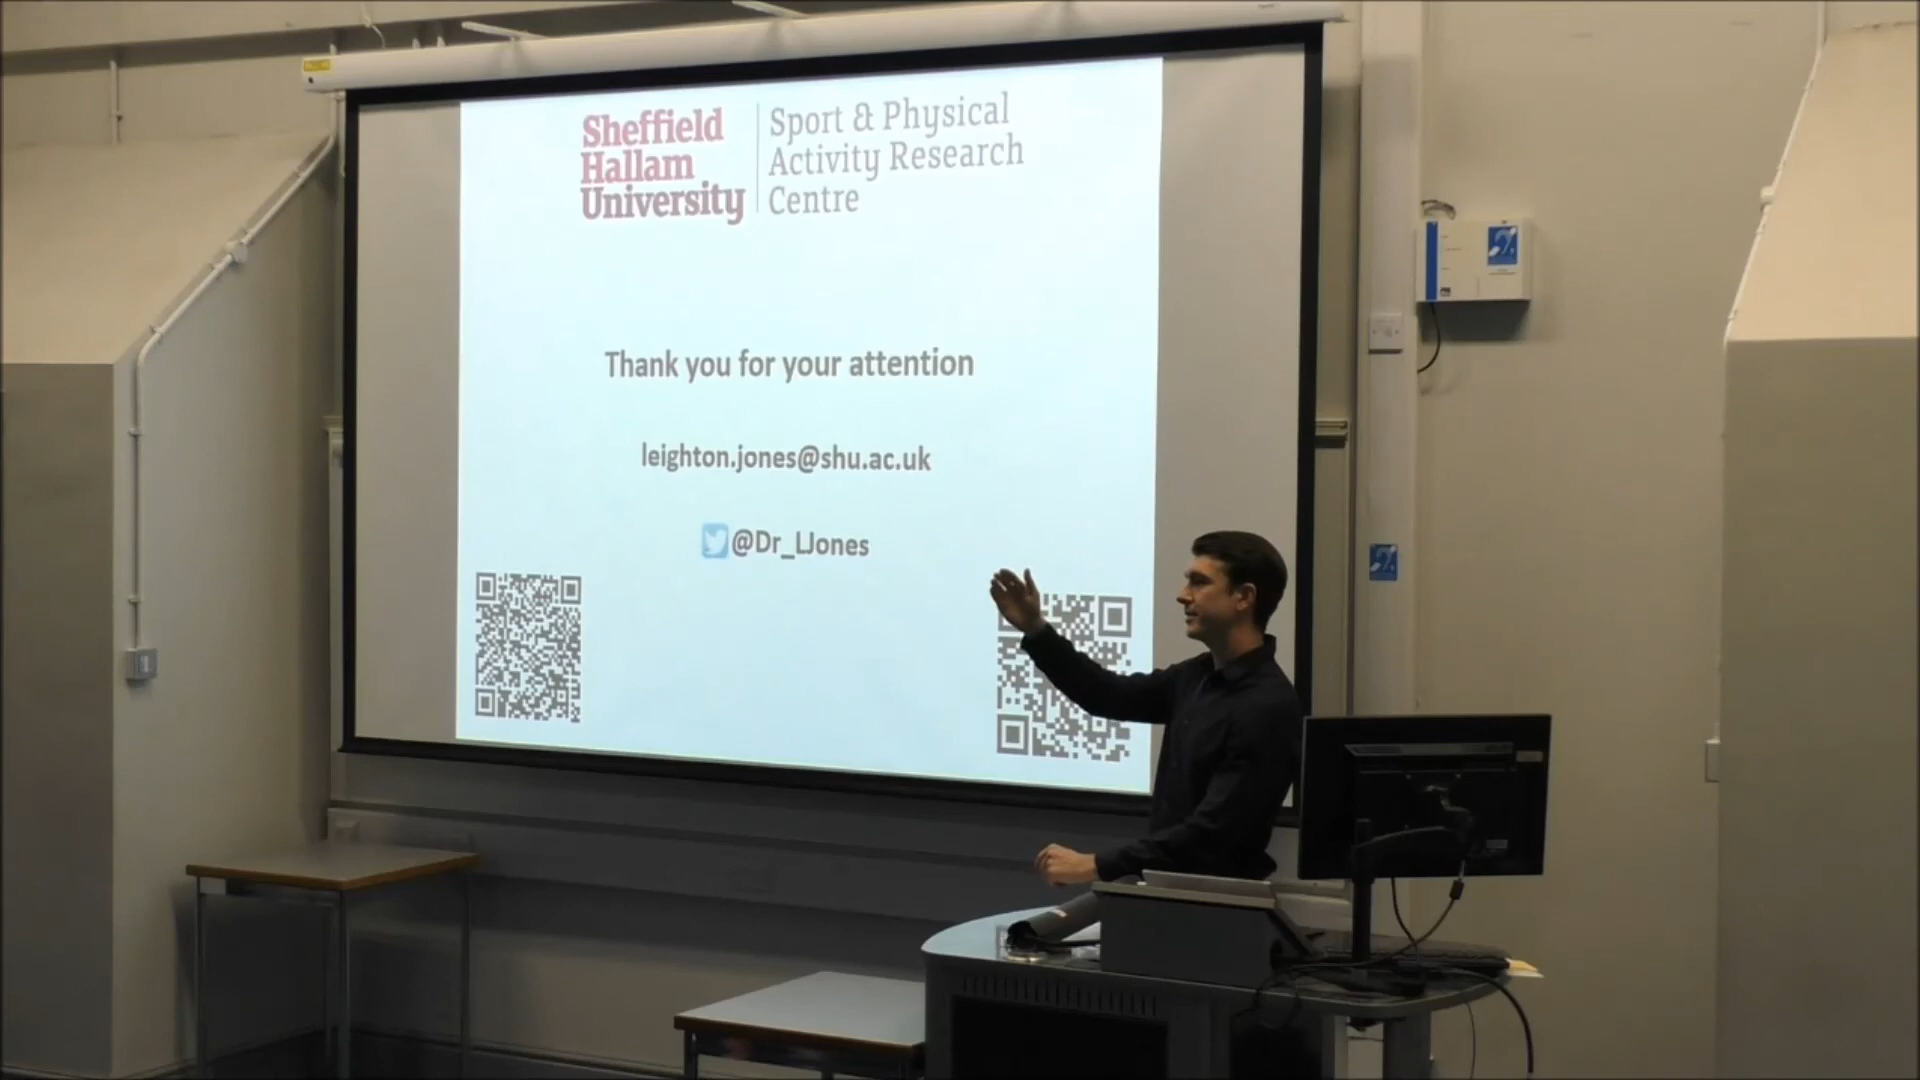 Sheffield
Hallam
University
Sport & Physical
Activity Research
Centre
Thank you for your attention
leighton.jones@shu.ac.uk
@Dr_LJones